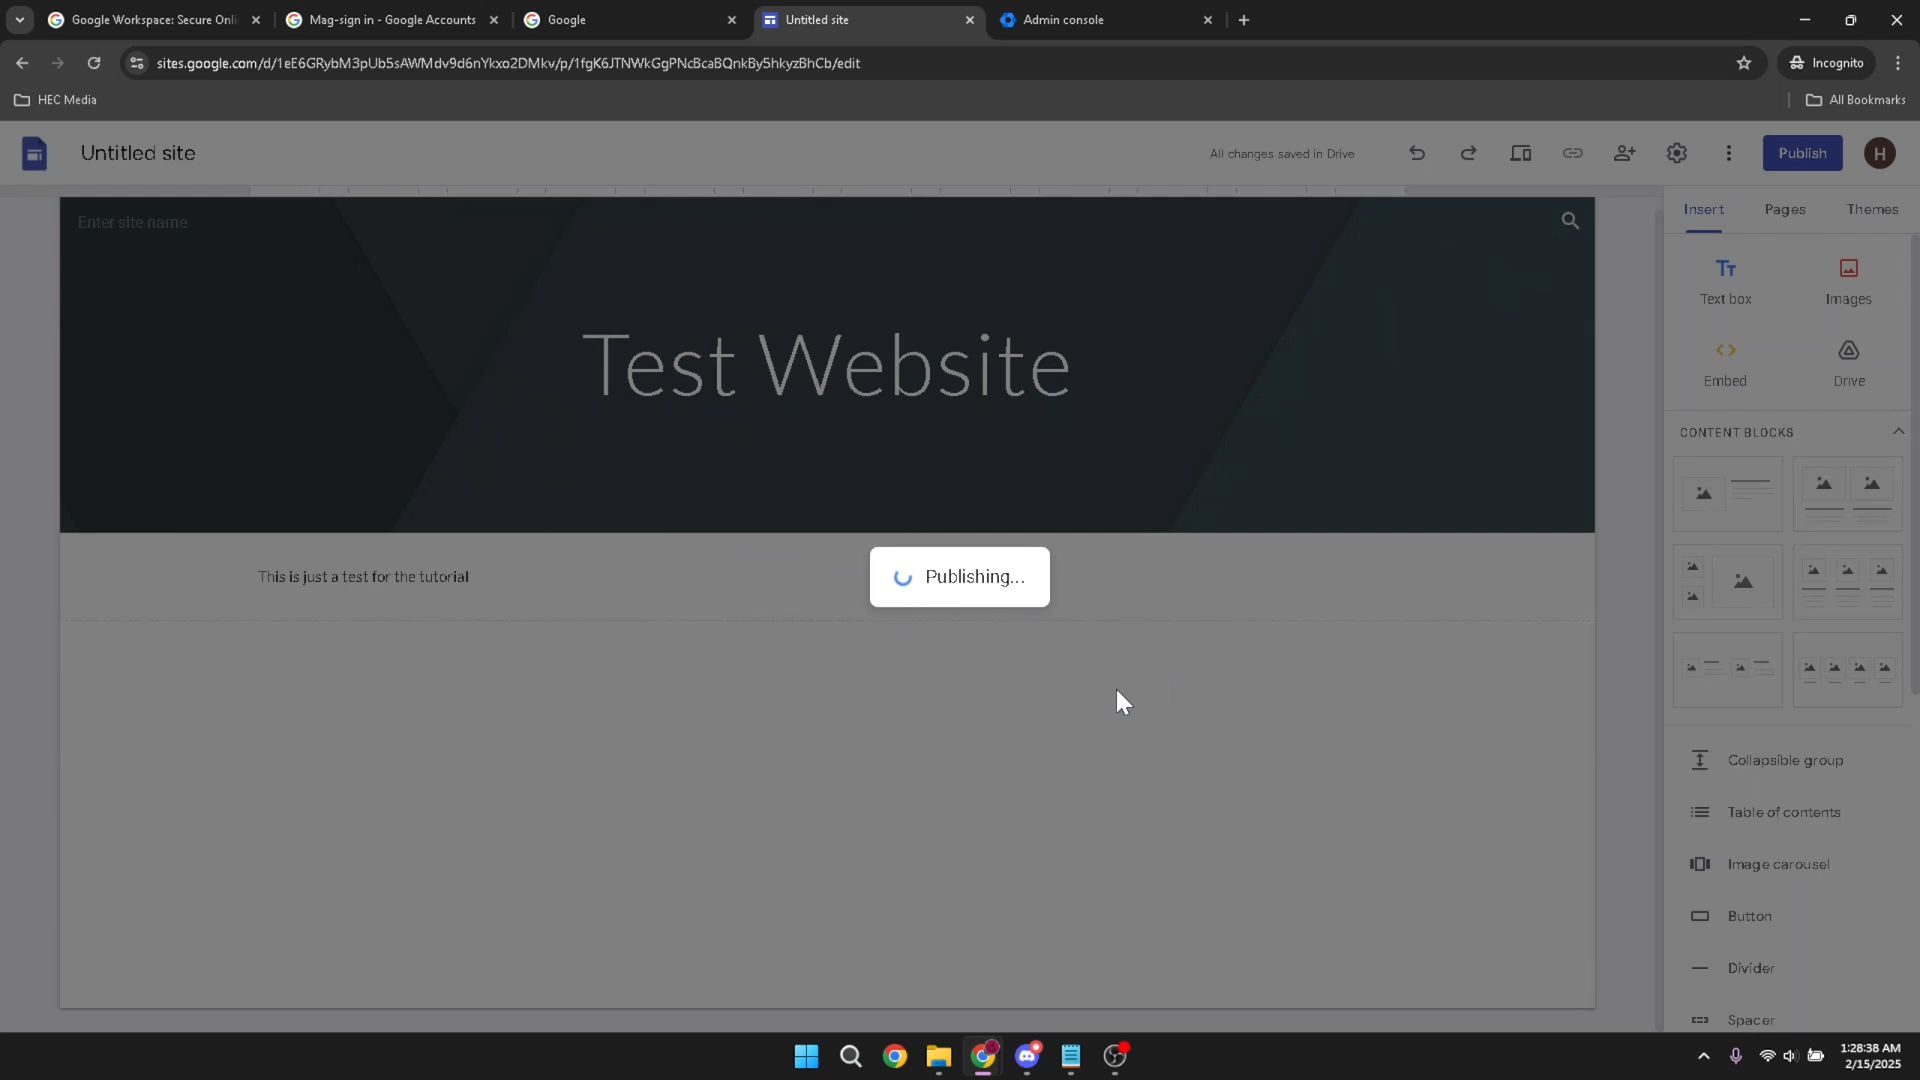 Google Workspace: Secure Onli
Mag-sign in - Google Accounts
Google
Untitled site
Admin console
sites.google.com/d/1eE6GRybM3pUb5sAWMdv9d6nYkxo2DMkv/p/1fgK6JTNWkGgPNcBcaBQnkBy5hkyzBhCb/edit
Incognito
HEC Media
All Bookmarks
Untitled site
All changes saved in Drive
Publish
H
Enter site name
Insert
Pages
Themes
Test Website
Tт
Text box
Images
Embed
Drive
CONTENT BLOCKS
This is just a test for the tutorial
Publishing...
Collapsible group
Table of contents
Image carousel
Button
Divider
Spacer
1:28:38 AM
2/15/2025